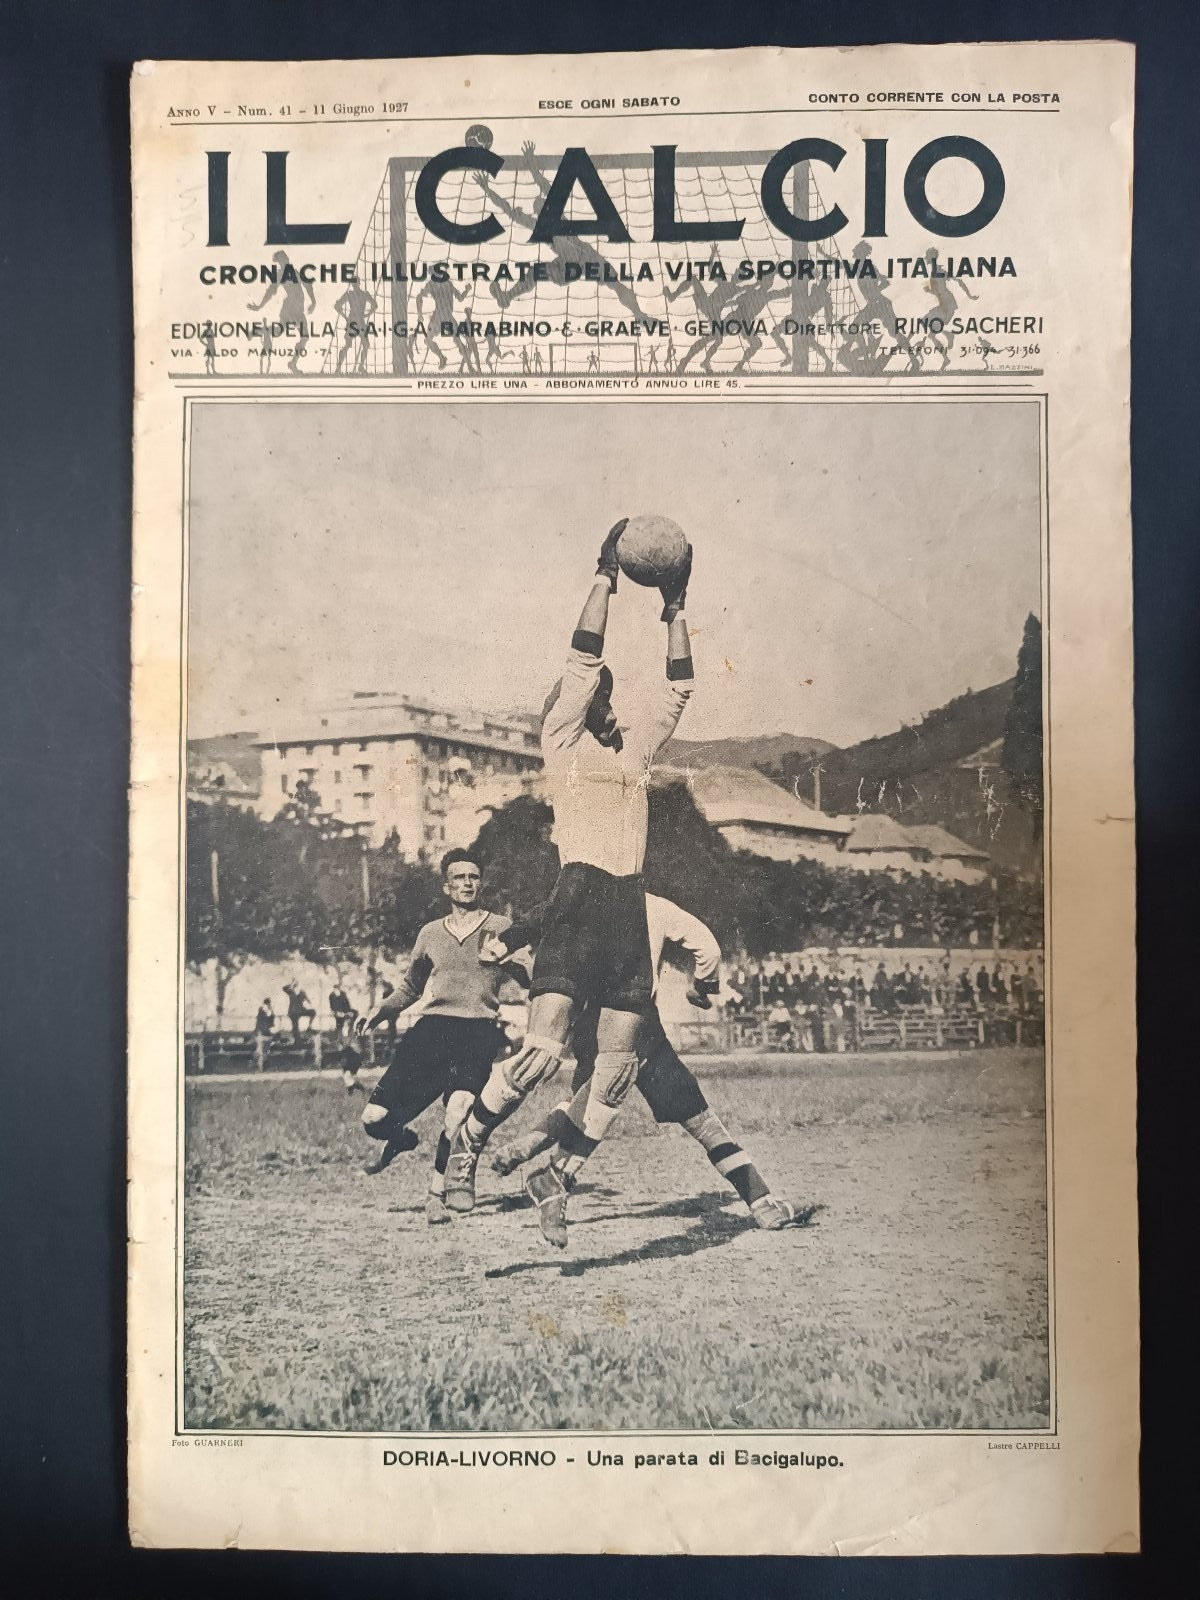 ANNO V – Num. 41 – 11 Giugno 1927
ESCE OGNI SABATO
CONTO CORRENTE CON LA POSTA
IL CALCIO
CRONACHE ILLUSTRATE DELLA VITA SPORTIVA ITALIANA
EDIZIONE DELLA S·A·I·G·A· BARABINO & GRAEVE · GENOVA · DIRETTORE RINO SACHERI
VIA · ALDO MANUZIO · 7 · TELEFONI 31·094 – 31·366
L. BAZZINI
PREZZO LIRE UNA – ABBONAMENTO ANNUO LIRE 45.
Foto GUARNERI
Lastre CAPPELLI
DORIA-LIVORNO – Una parata di Bacigalupo.